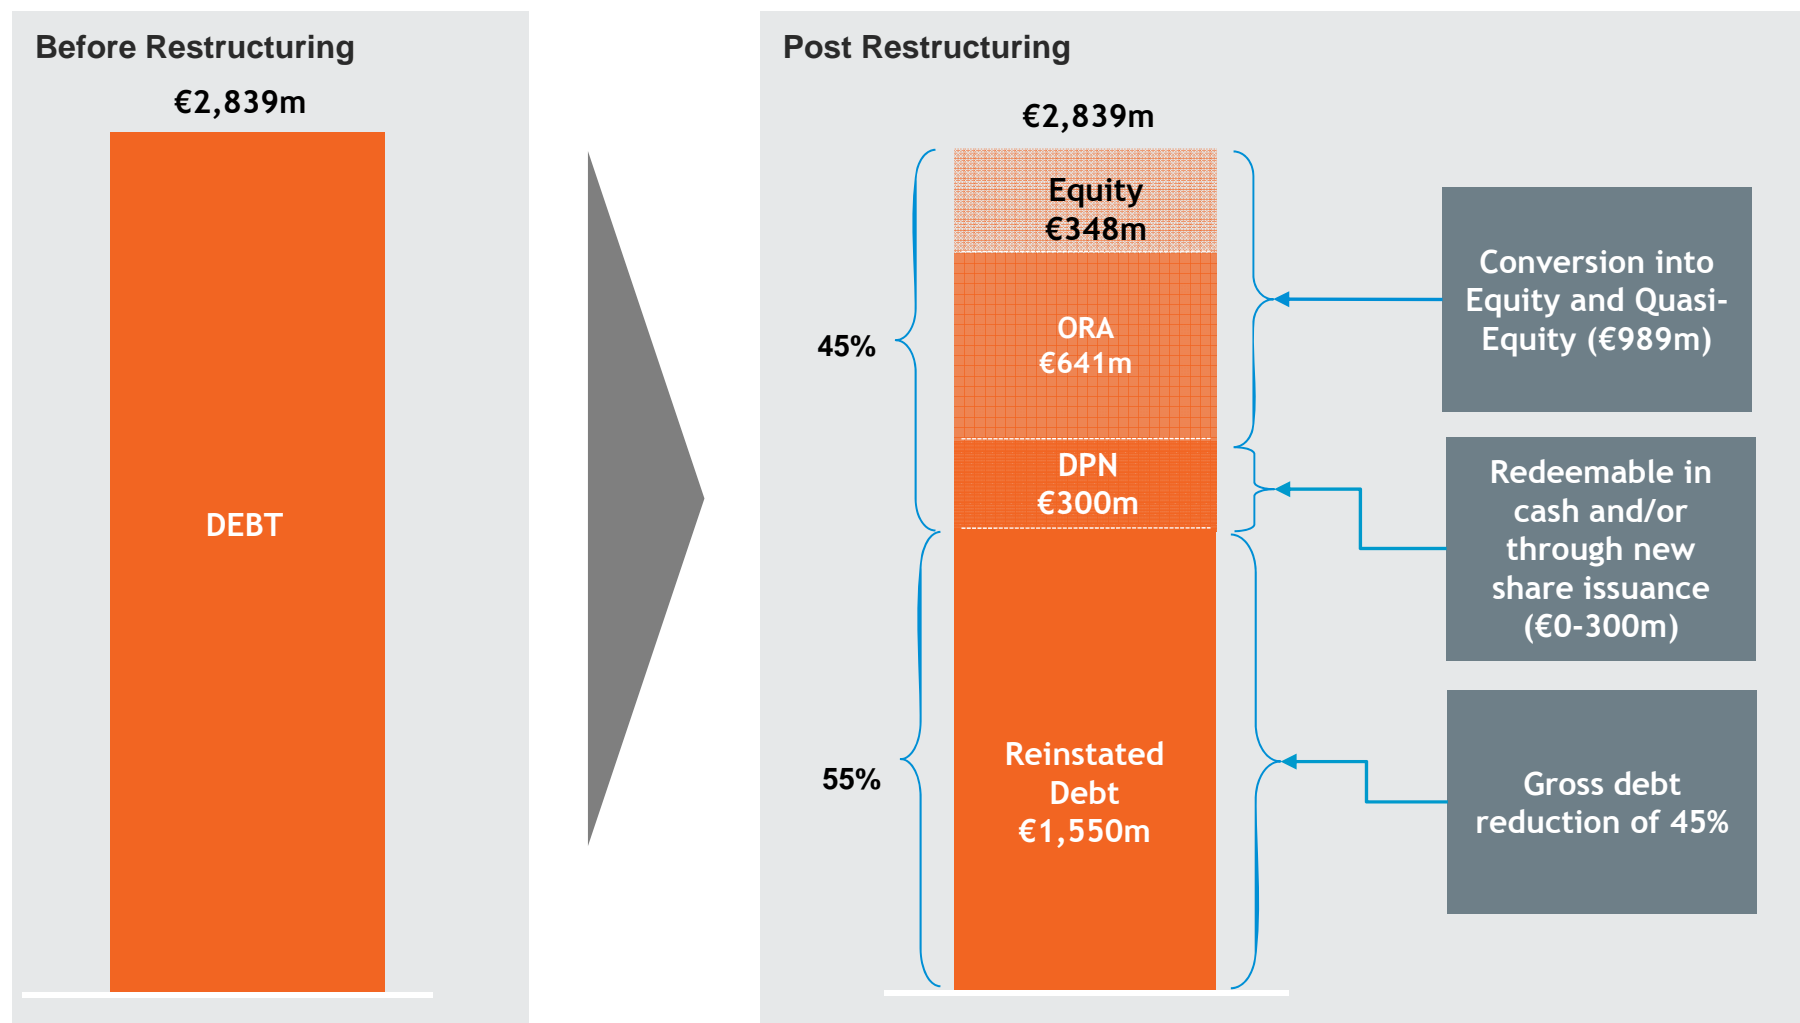 Before Restructuring
€2,839m
DEBT
Post Restructuring
€2,839m
Equity
€348m
ORA
€641m
DPN
€300m
Reinstated
Debt
€1,550m
45%
55%
Conversion into
Equity and Quasi-
Equity (€989m)
Redeemable in
cash and/or
through new
share issuance
(€0-300m)
Gross debt
reduction of 45%